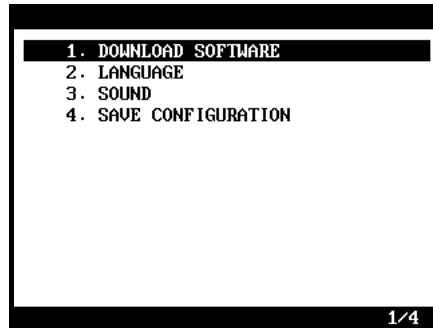 1. DOWNLOAD SOFTWARE
2. LANGUAGE
3. SOUND
4. SAVE CONFIGURATION
1/4